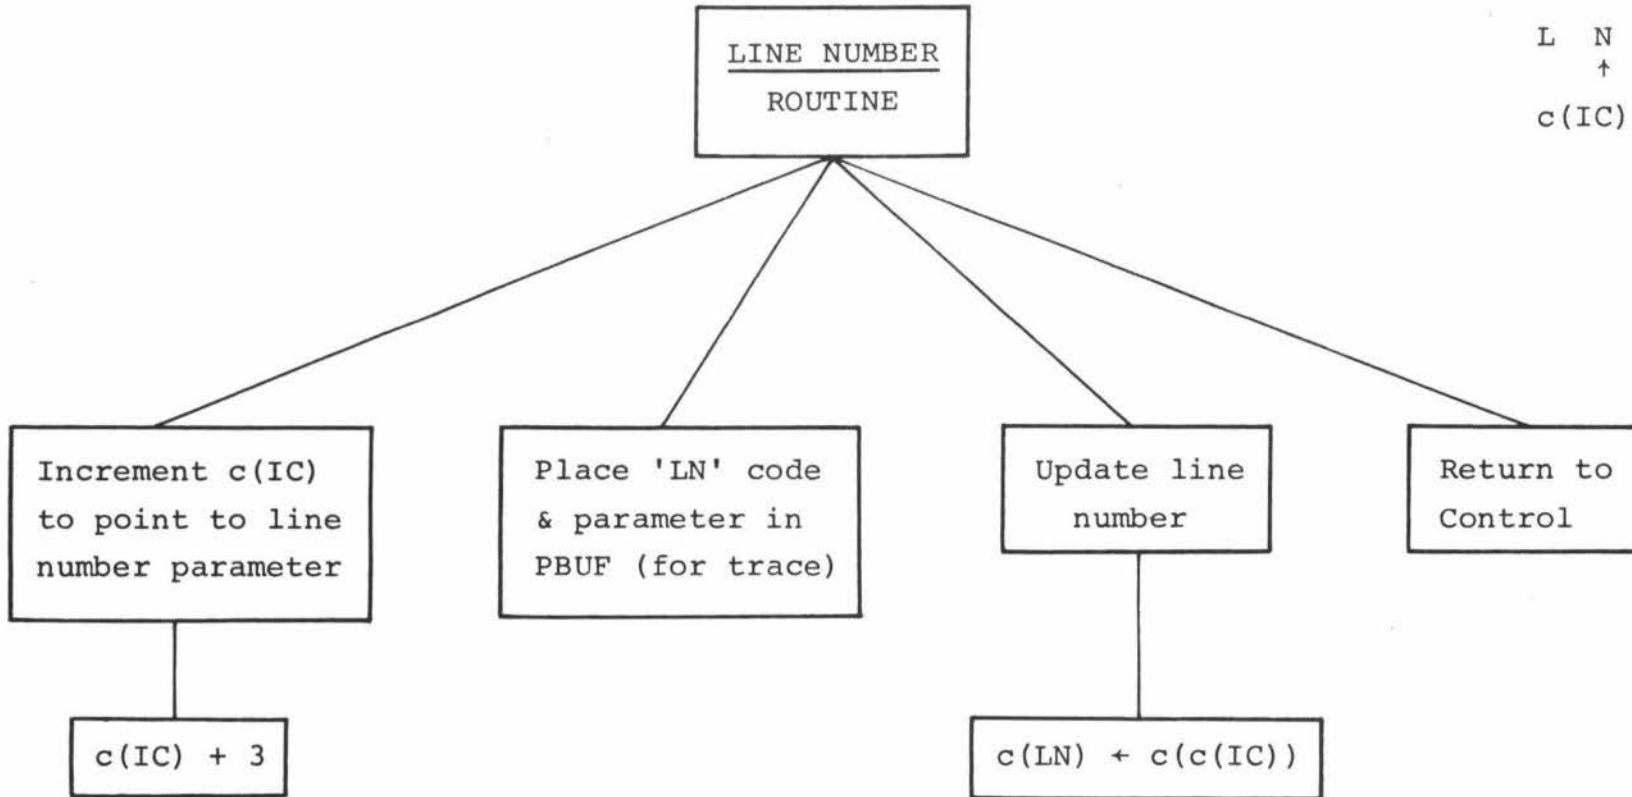 LINE NUMBER
ROUTINE
L N
↑
c(IC)
Increment c(IC)
to point to line
number parameter
Place 'LN' code
& parameter in
PBUF (for trace)
Update line
number
Return to
Control
c(IC) + 3
c(LN) ← c(c(IC))